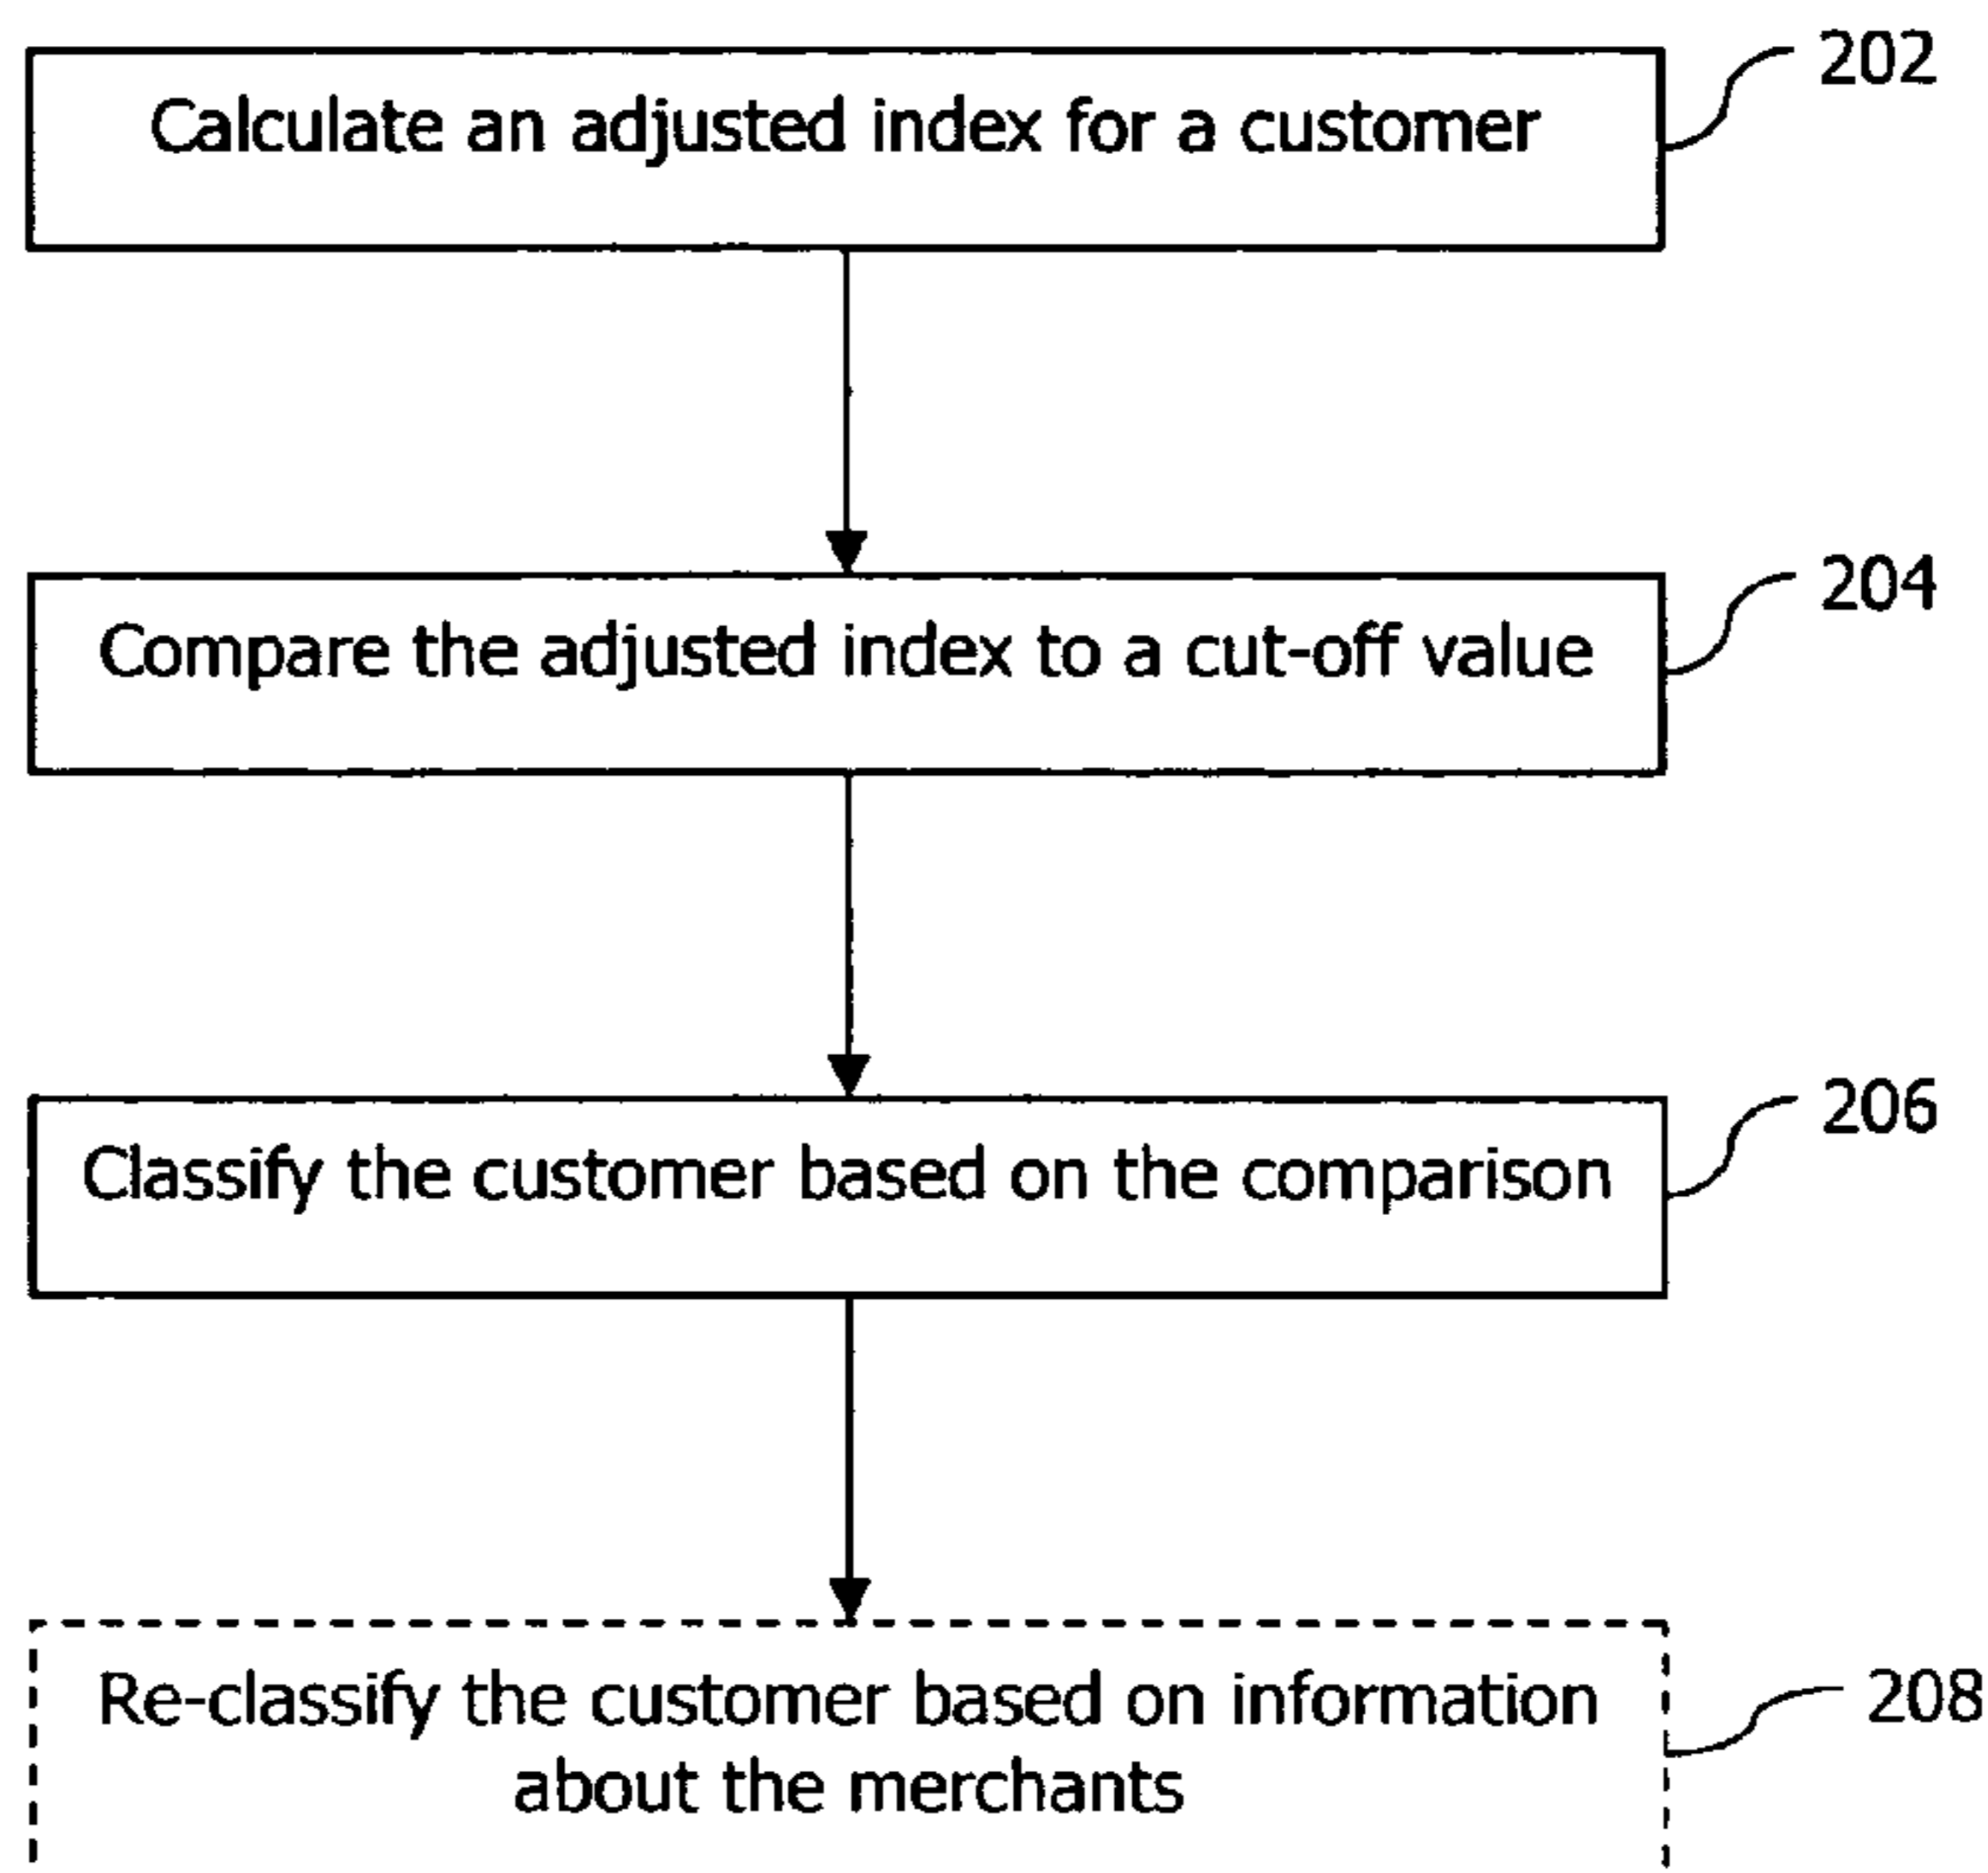 202
Calculate an adjusted index for a customer
204
Compare the adjusted index to a cut-off value
206
Classify the customer based on the comparison
208
Re-classify the customer based on information
about the merchants